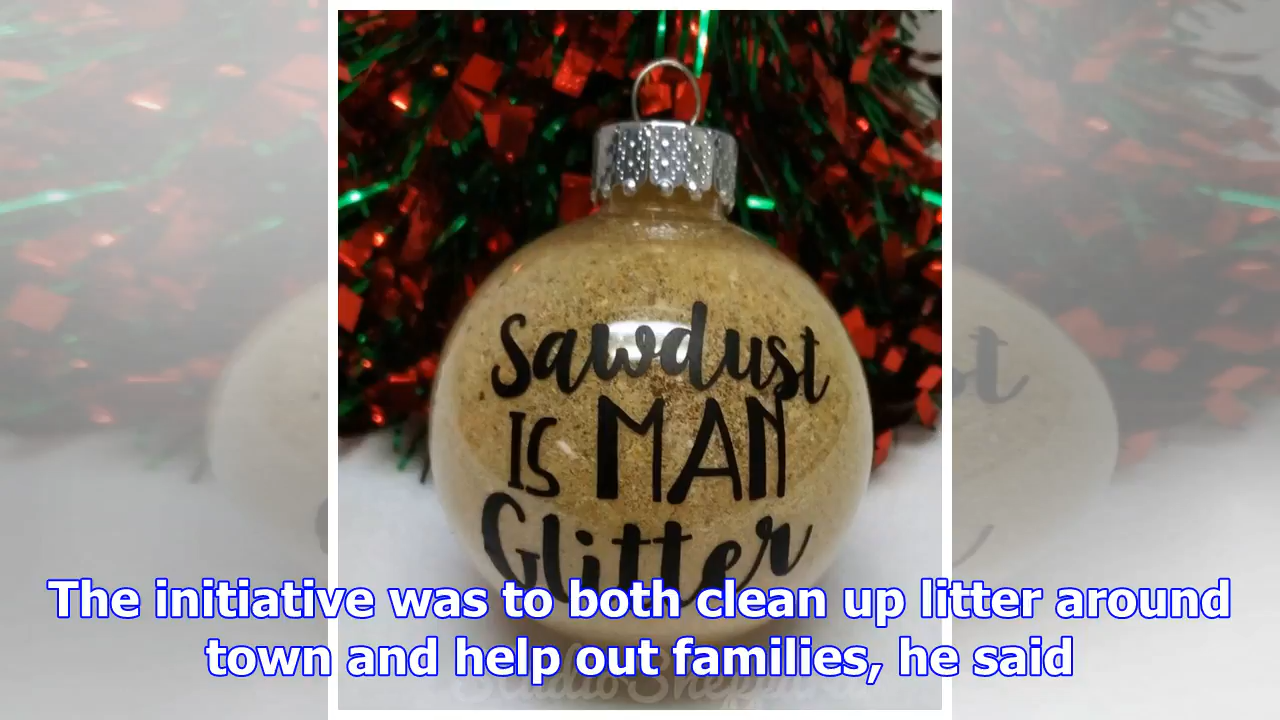 Sawdust
IS MAN
Glitter
The initiative was to both clean up litter around
town and help out families, he said